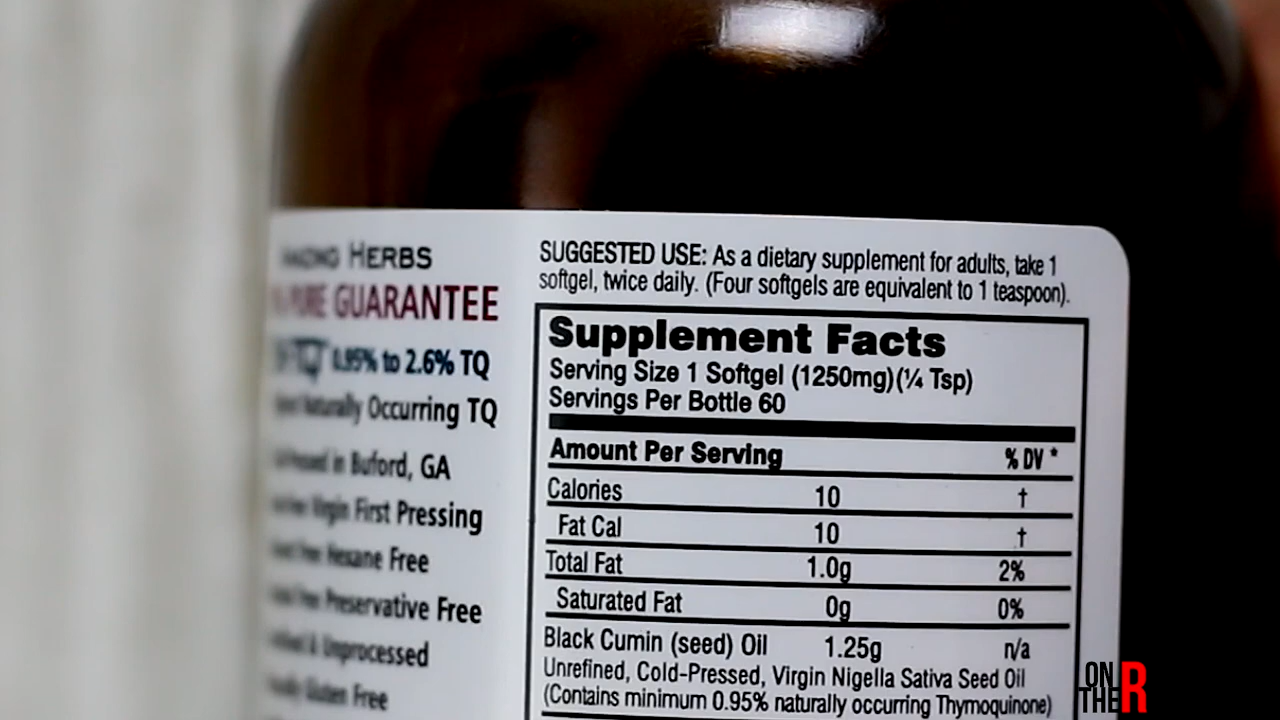 HERBS
PURE GUARANTEE
0.95% to 2.6% TQ
Naturally Occurring TQ
Pressed in Buford, GA
Virgin First Pressing
Hexane Free
Preservative Free
& Unprocessed
Gluten Free
SUGGESTED USE: As a dietary supplement for adults, take 1
softgel, twice daily. (Four softgels are equivalent to 1 teaspoon).
Supplement Facts
Serving Size 1 Softgel (1250mg)(¼ Tsp)
Servings Per Bottle 60
Amount Per Serving % DV *
Calories 10 †
Fat Cal 10 †
Total Fat 1.0g 2%
Saturated Fat 0g 0%
Black Cumin (seed) Oil 1.25g n/a
Unrefined, Cold-Pressed, Virgin Nigella Sativa Seed Oil
(Contains minimum 0.95% naturally occurring Thymoquinone)
ON
THE R